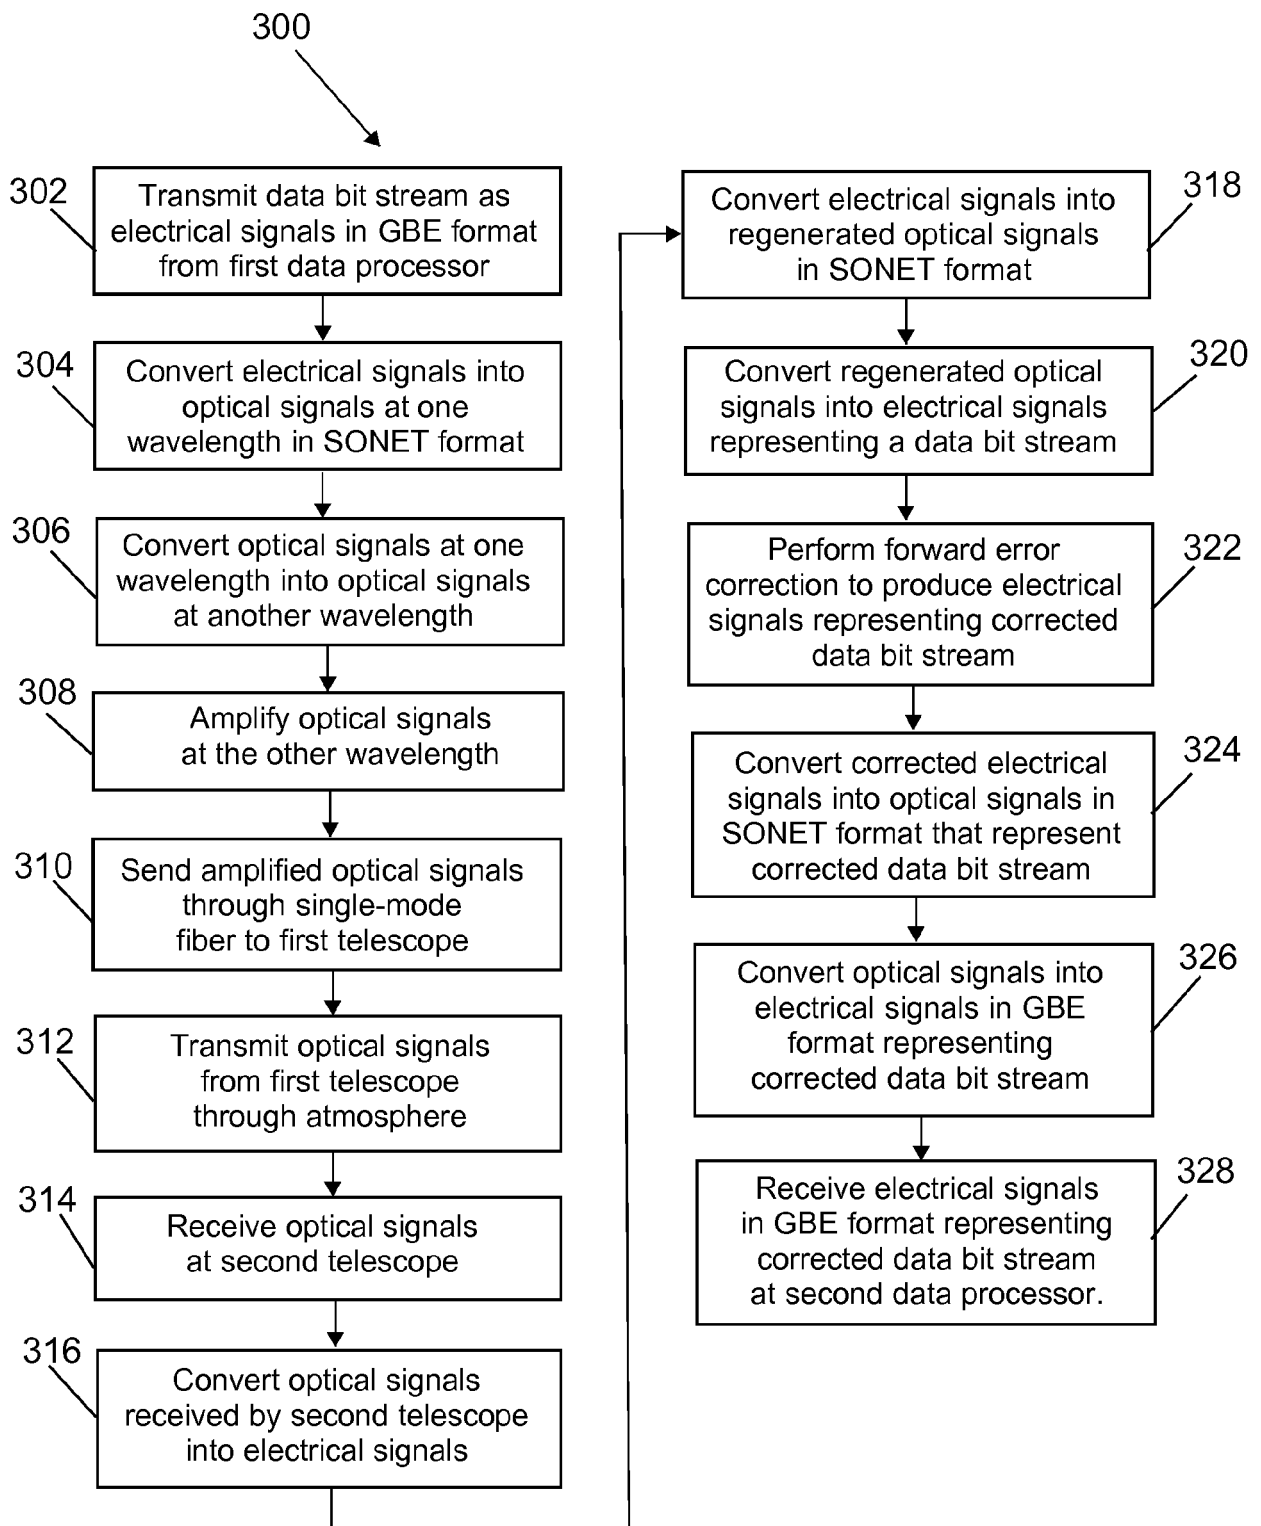 300
302
Transmit data bit stream as
electrical signals in GBE format
from first data processor
304
Convert electrical signals into
optical signals at one
wavelength in SONET format
306
Convert optical signals at one
wavelength into optical signals
at another wavelength
308
Amplify optical signals
at the other wavelength
310
Send amplified optical signals
through single-mode
fiber to first telescope
312
Transmit optical signals
from first telescope
through atmosphere
314
Receive optical signals
at second telescope
316
Convert optical signals
received by second telescope
into electrical signals
318
Convert electrical signals into
regenerated optical signals
in SONET format
320
Convert regenerated optical
signals into electrical signals
representing a data bit stream
322
Perform forward error
correction to produce electrical
signals representing corrected
data bit stream
324
Convert corrected electrical
signals into optical signals in
SONET format that represent
corrected data bit stream
326
Convert optical signals into
electrical signals in GBE
format representing
corrected data bit stream
328
Receive electrical signals
in GBE format representing
corrected data bit stream
at second data processor.